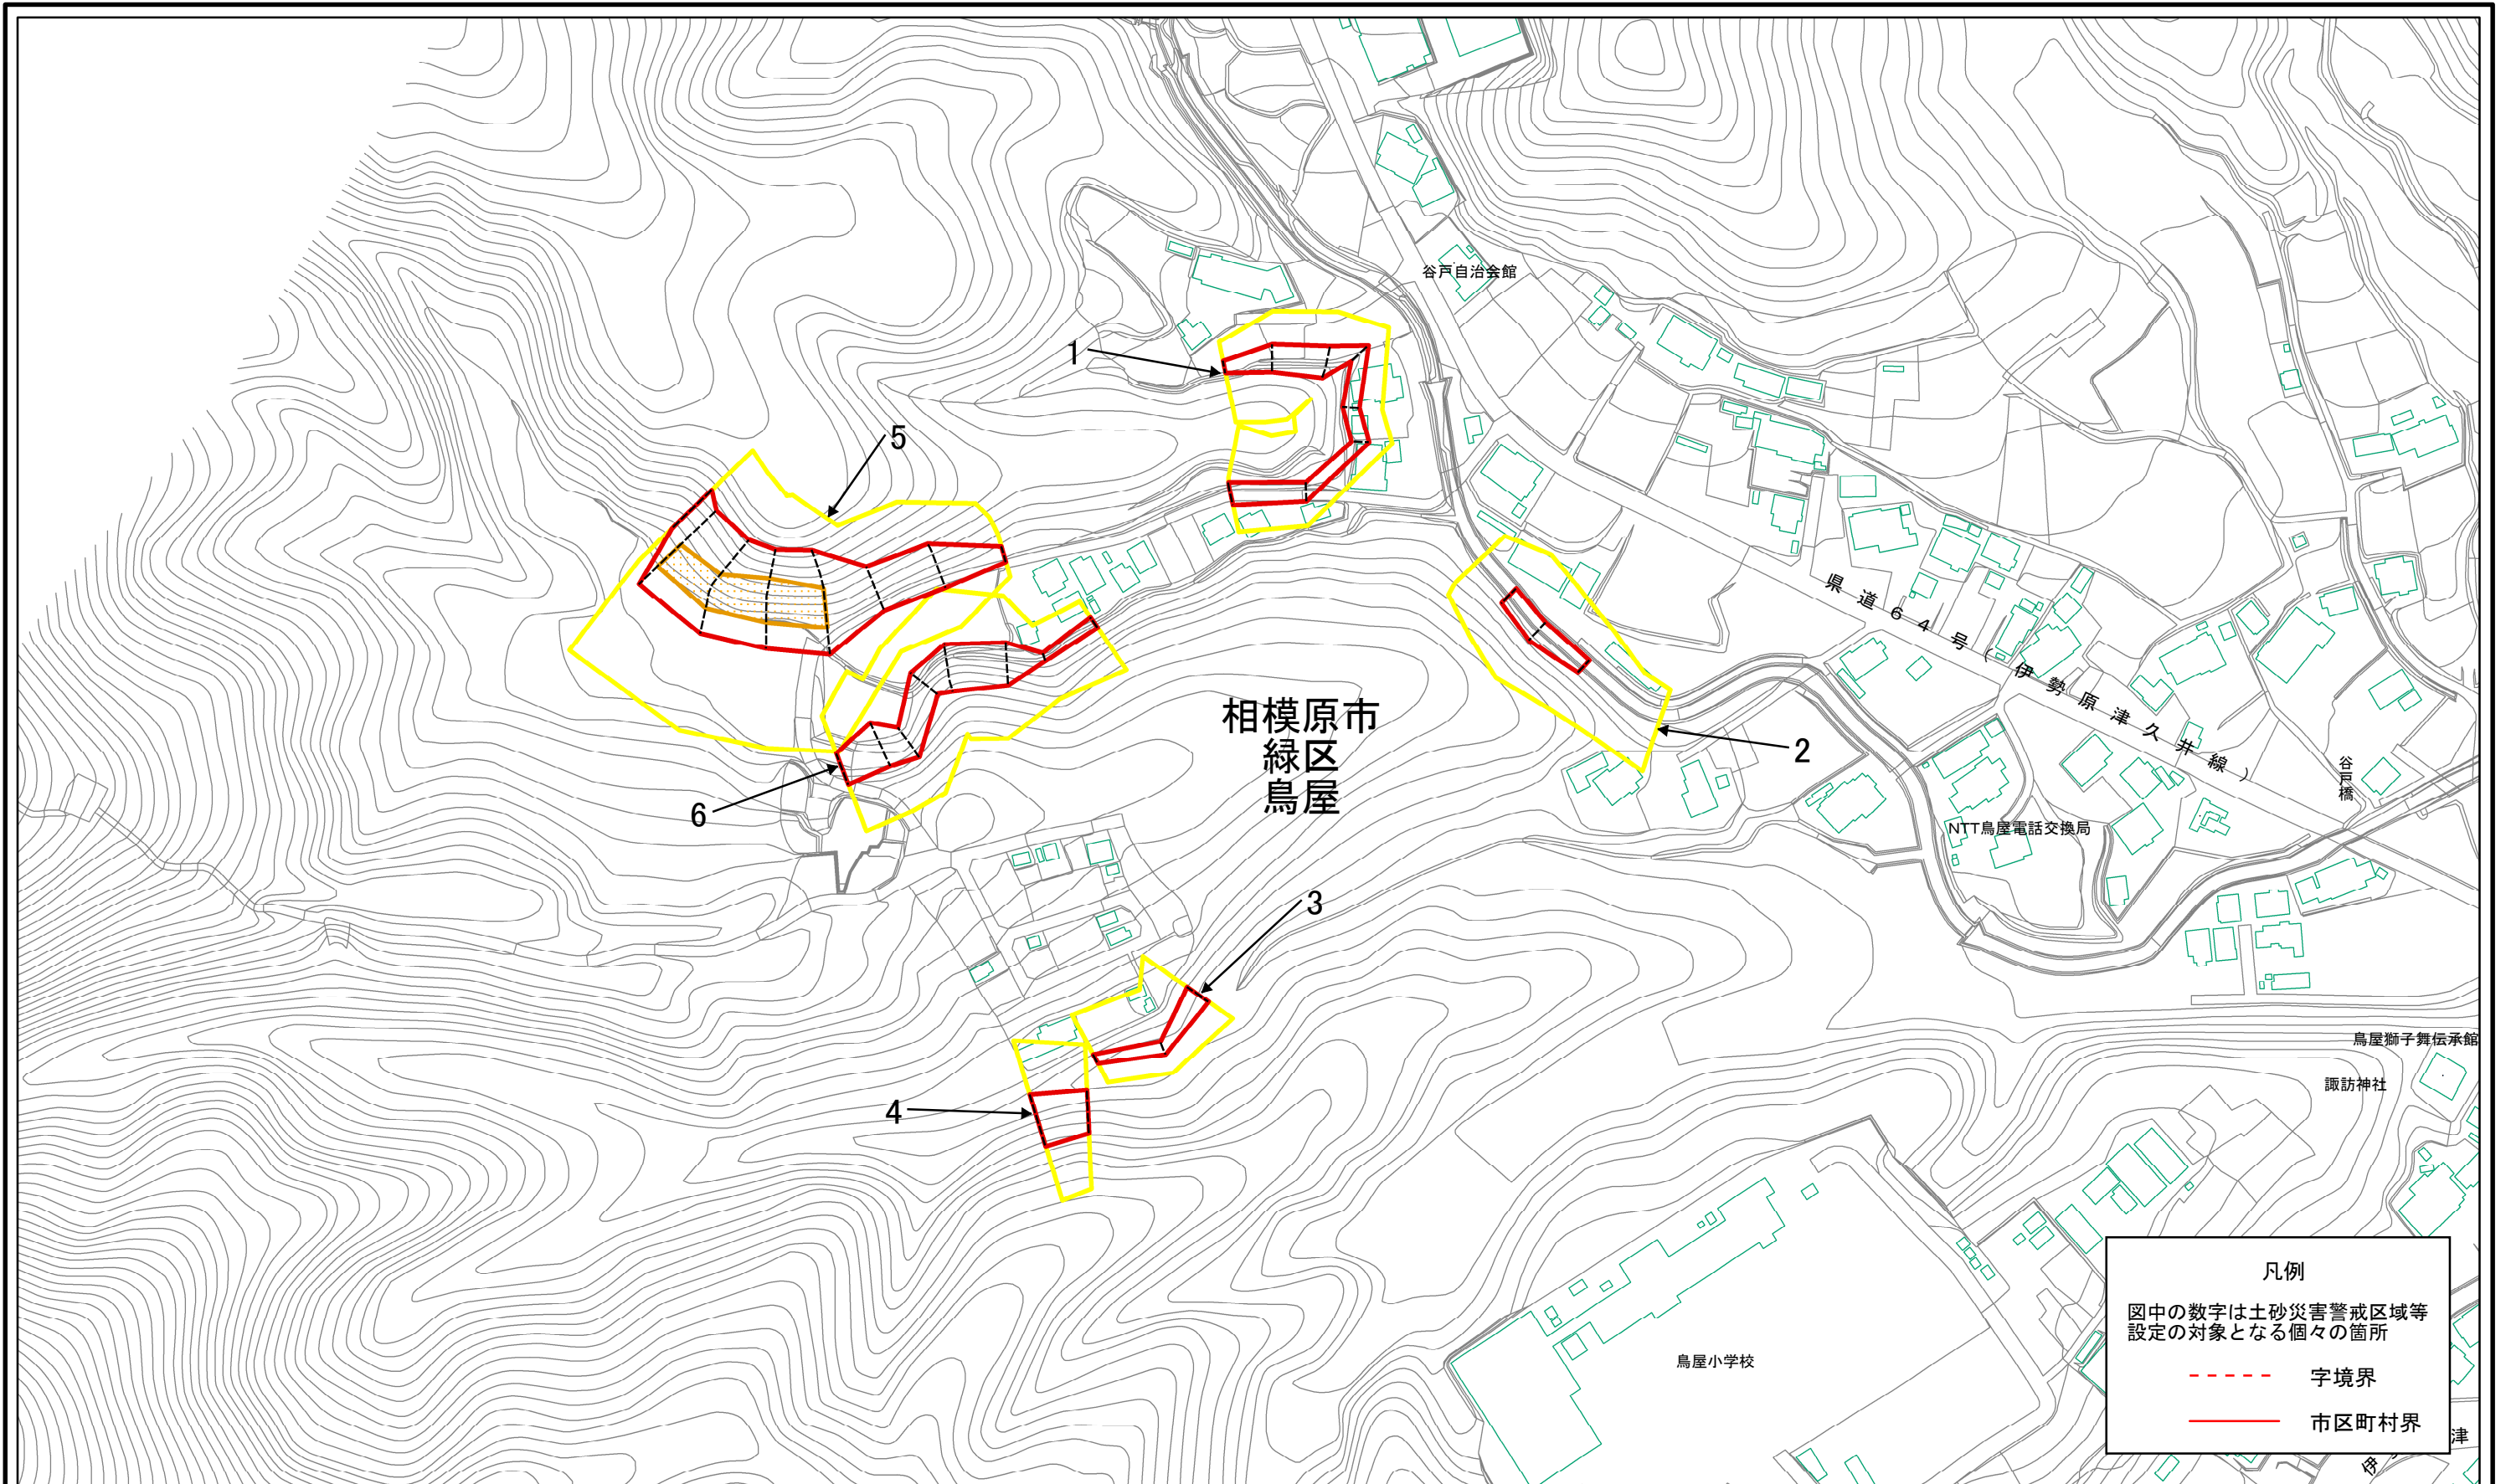 谷戸自治会館
1
5
県道64号(伊勢原津久井線)
相模原市
緑区
鳥屋
2
谷戸橋
6
NTT鳥屋電話交換局
3
鳥屋獅子舞伝承館
諏訪神社
4
鳥屋小学校
凡例
図中の数字は土砂災害警戒区域等
設定の対象となる個々の箇所
字境界
市区町村界
津
伊